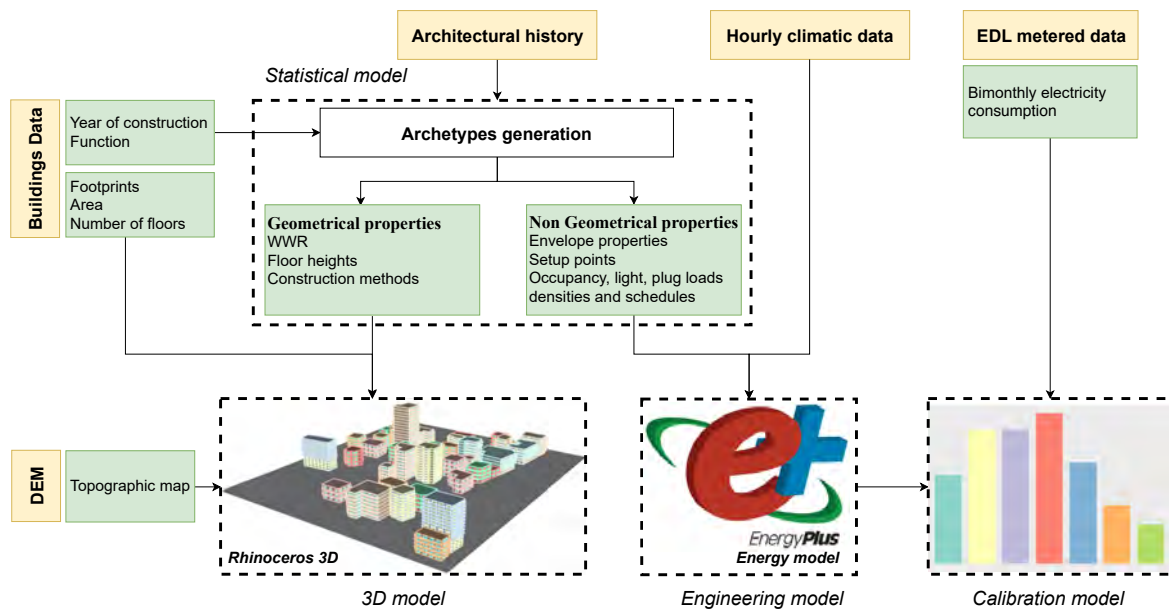 Architectural history
Hourly climatic data
EDL metered data
Statistical model
Bimonthly electricity
consumption
Buildings Data
Year of construction
Function
Archetypes generation
Footprints
Area
Number of floors
Geometrical properties
WWR
Floor heights
Construction methods
Non Geometrical properties
Envelope properties
Setup points
Occupancy, light, plug loads
densities and schedules
DEM
Topographic map
Rhinoceros 3D
e+
EnergyPlus
Energy model
3D model
Engineering model
Calibration model